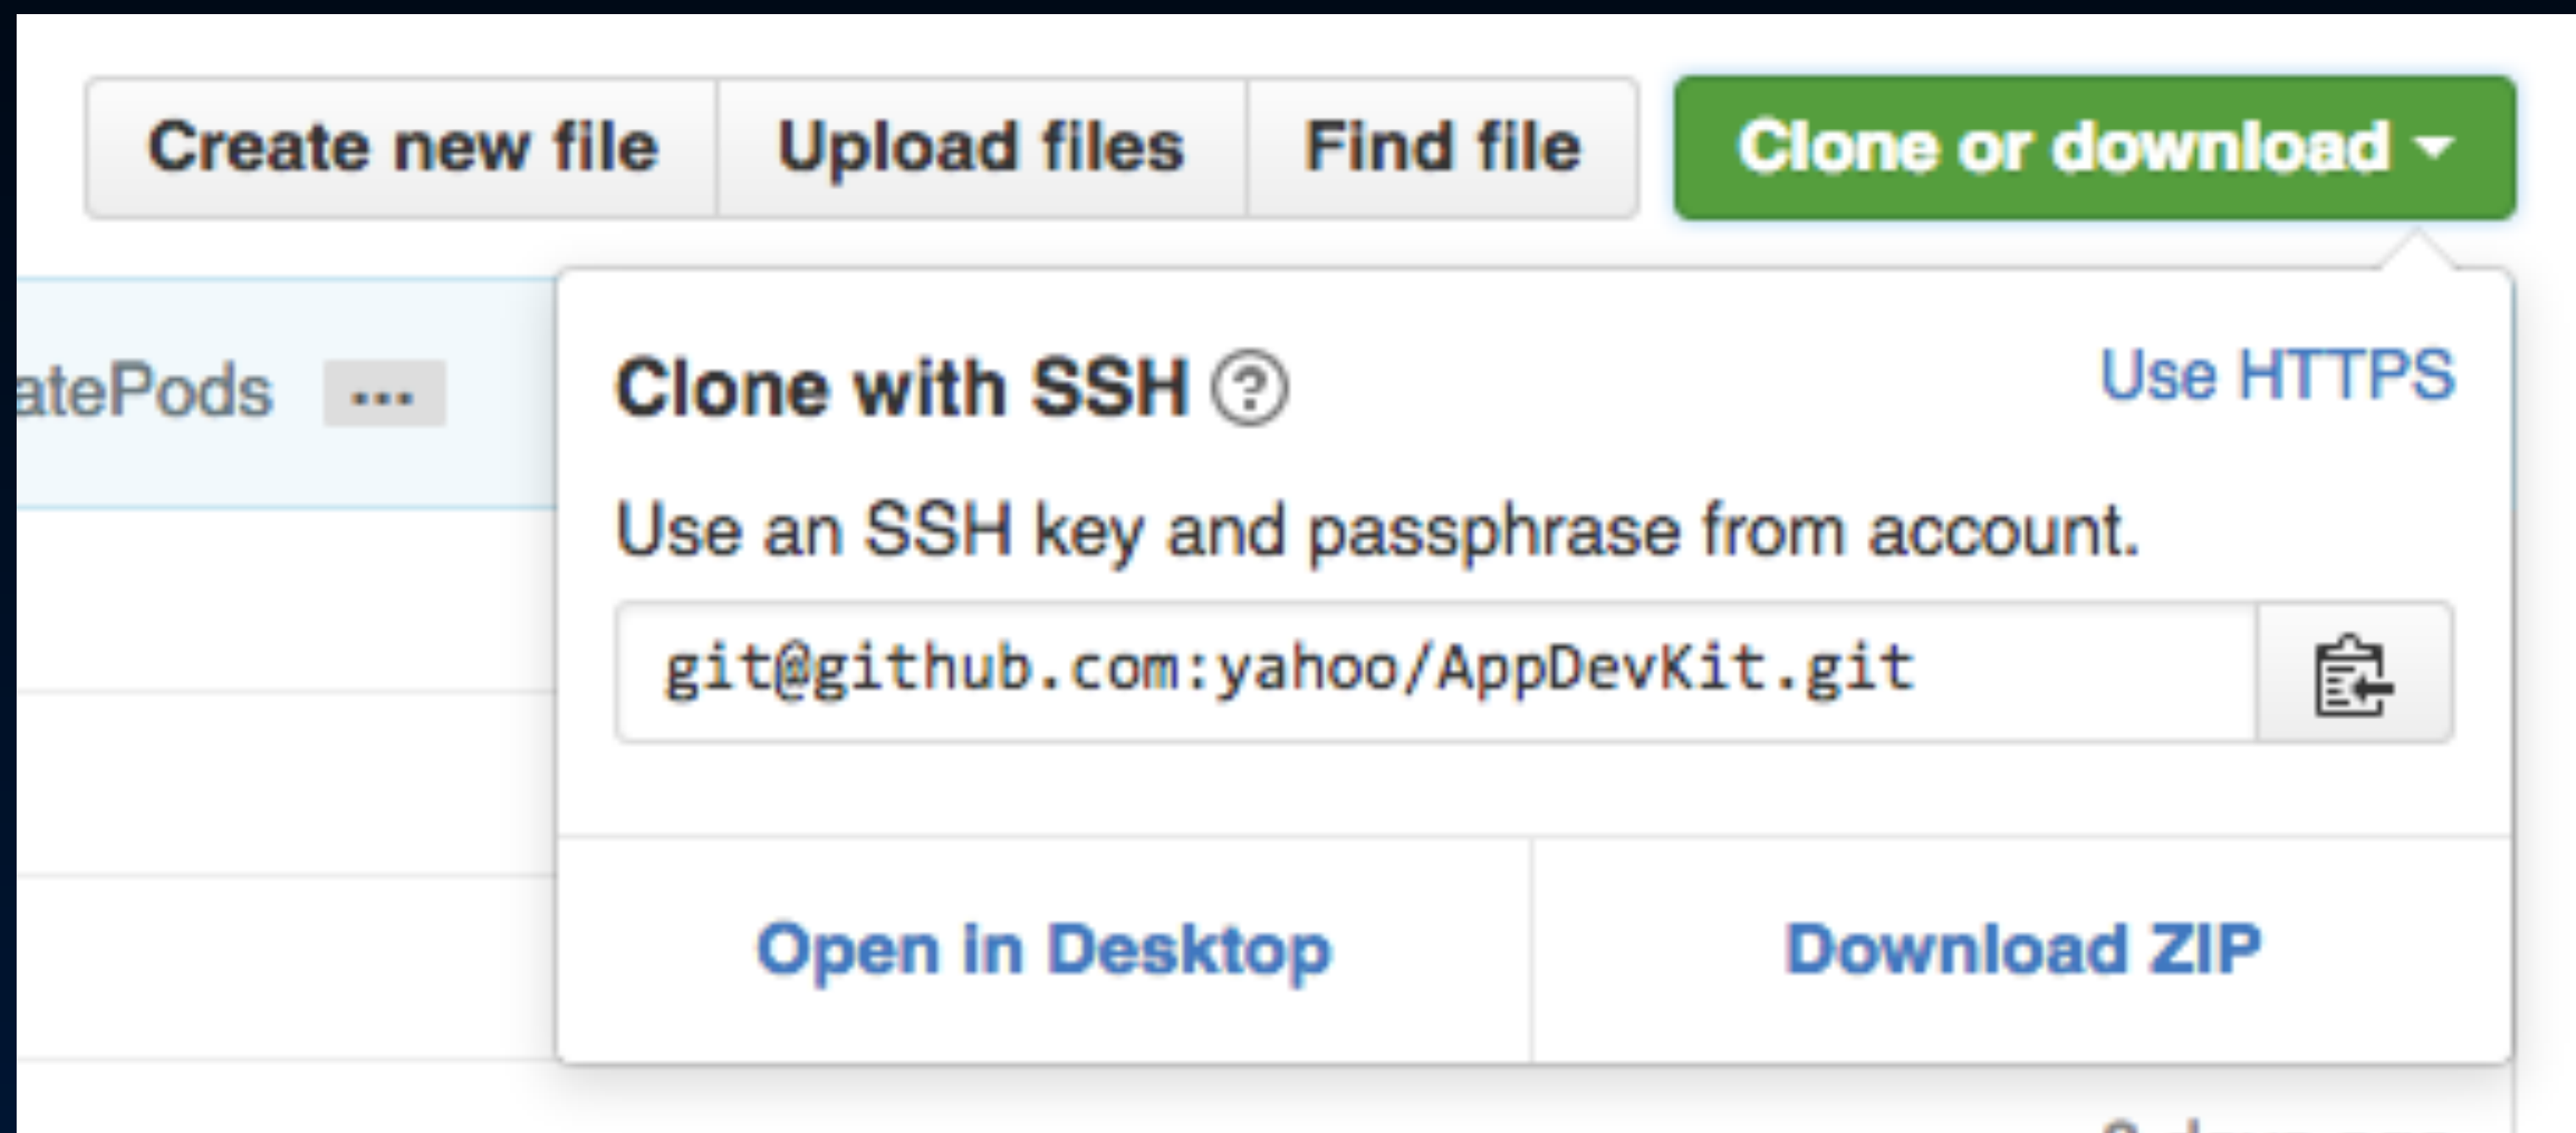 Create new file Upload files Find file Clone or download
Clone with SSH ? Use HTTPS
atePods ...
Use an SSH key and passphrase from account.
git@github.com:yahoo/AppDevKit.git
Open in Desktop Download ZIP